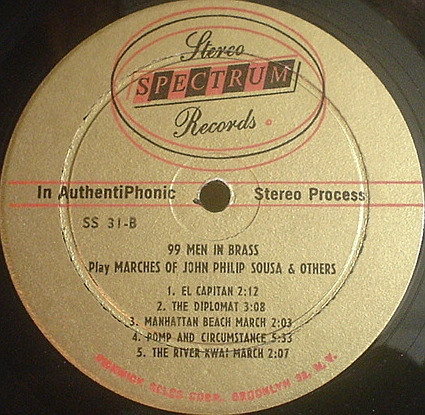 Stereo
SPECTRUM
Records
In AuthentiPhonic Stereo Process
SS 31-B
99 MEN IN BRASS
Play MARCHES OF JOHN PHILIP SOUSA & OTHERS
1. EL CAPITAN 2:12
2. THE DIPLOMAT 3:08
3. MANHATTAN BEACH MARCH 2:03
4. POMP AND CIRCUMSTANCE 5:33
5. THE RIVER KWAI MARCH 2:07
PICKWICK SALES CORP. BROOKLYN 32, N.Y.